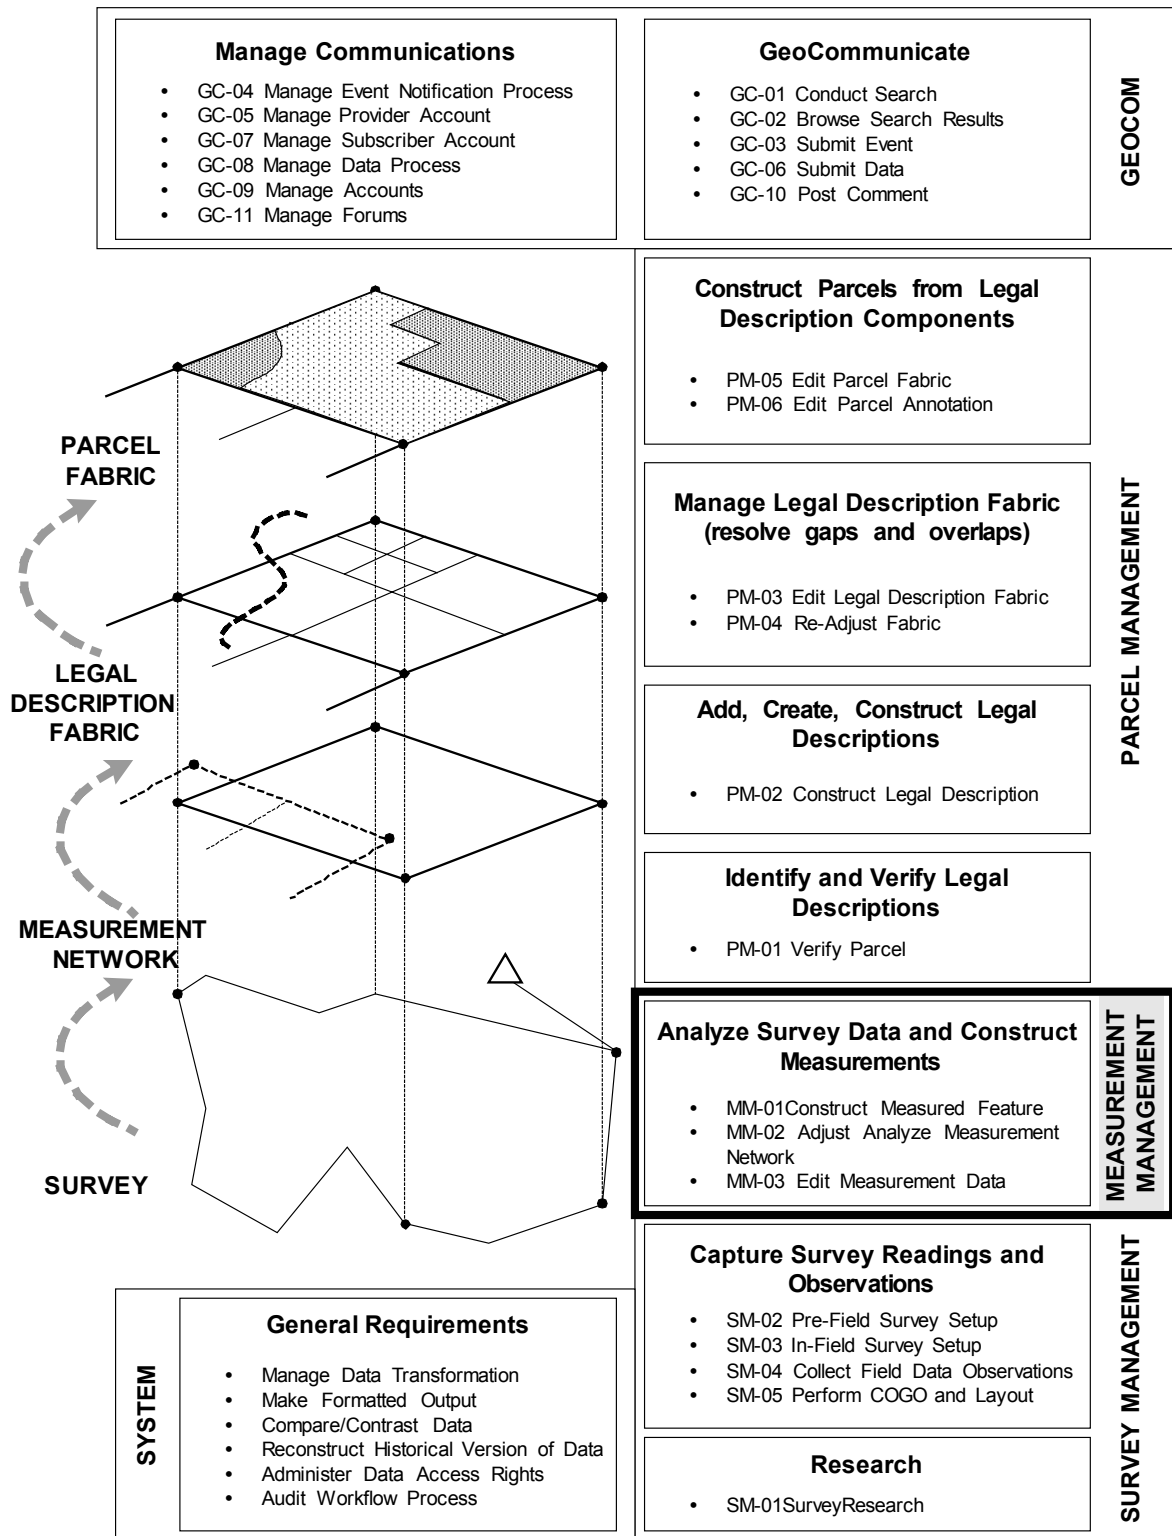 Manage Communications
• GC-04 Manage Event Notification Process
• GC-05 Manage Provider Account
• GC-07 Manage Subscriber Account
• GC-08 Manage Data Process
• GC-09 Manage Accounts
• GC-11 Manage Forums
GeoCommunicate
• GC-01 Conduct Search
• GC-02 Browse Search Results
• GC-03 Submit Event
• GC-06 Submit Data
• GC-10 Post Comment
GEOCOM
Construct Parcels from Legal
Description Components
• PM-05 Edit Parcel Fabric
• PM-06 Edit Parcel Annotation
Manage Legal Description Fabric
(resolve gaps and overlaps)
• PM-03 Edit Legal Description Fabric
• PM-04 Re-Adjust Fabric
Add, Create, Construct Legal
Descriptions
• PM-02 Construct Legal Description
Identify and Verify Legal
Descriptions
• PM-01 Verify Parcel
PARCEL MANAGEMENT
PARCEL
FABRIC
LEGAL
DESCRIPTION
FABRIC
MEASUREMENT
NETWORK
SURVEY
Analyze Survey Data and Construct
Measurements
• MM-01Construct Measured Feature
• MM-02 Adjust Analyze Measurement
Network
• MM-03 Edit Measurement Data
MEASUREMENT
MANAGEMENT
Capture Survey Readings and
Observations
• SM-02 Pre-Field Survey Setup
• SM-03 In-Field Survey Setup
• SM-04 Collect Field Data Observations
• SM-05 Perform COGO and Layout
Research
• SM-01SurveyResearch
SURVEY MANAGEMENT
SYSTEM
General Requirements
• Manage Data Transformation
• Make Formatted Output
• Compare/Contrast Data
• Reconstruct Historical Version of Data
• Administer Data Access Rights
• Audit Workflow Process